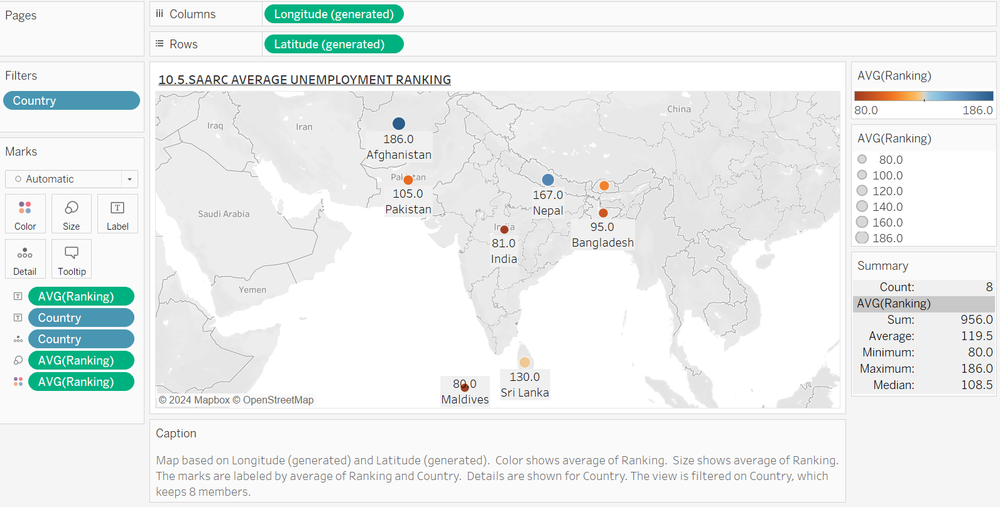 Pages
Columns
Longitude (generated)
Rows
Latitude (generated)
Filters
Country
Marks
Automatic
Color
Size
Label
Detail
Tooltip
AVG(Ranking)
Country
Country
AVG(Ranking)
AVG(Ranking)
10.5.SAARC AVERAGE UNEMPLOYMENT RANKING
China
Iraq
Iran
186.0
Afghanistan
Pakistan
105.0
Pakistan
167.0
Nepal
Saudi Arabia
India
81.0
India
95.0
Bangladesh
Yemen
130.0
Sri Lanka
80.0
Maldives
© 2024 Mapbox © OpenStreetMap
Caption
Map based on Longitude (generated) and Latitude (generated).  Color shows average of Ranking.  Size shows average of Ranking.
The marks are labeled by average of Ranking and Country.  Details are shown for Country. The view is filtered on Country, which
keeps 8 members.
AVG(Ranking)
80.0 186.0
AVG(Ranking)
80.0
100.0
120.0
140.0
160.0
186.0
Summary
Count: 8
AVG(Ranking)
Sum: 956.0
Average: 119.5
Minimum: 80.0
Maximum: 186.0
Median: 108.5